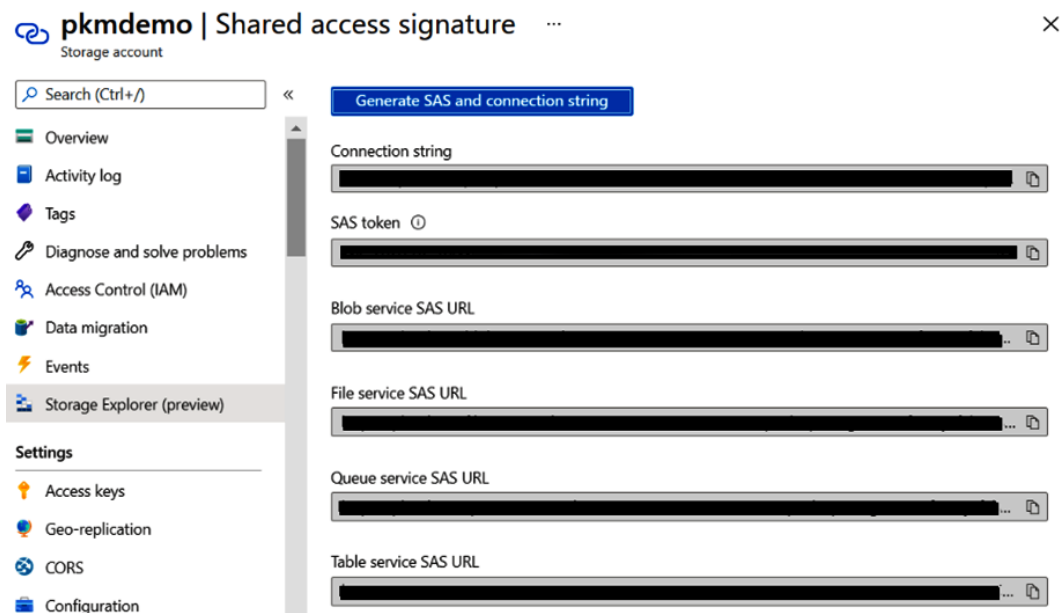 pkmdemo | Shared access signature ...
Storage account
Search (Ctrl+/)
«
Overview
Activity log
Tags
Diagnose and solve problems
Access Control (IAM)
Data migration
Events
Storage Explorer (preview)
Settings
Access keys
Geo-replication
CORS
Configuration
Generate SAS and connection string
Connection string
SAS token
Blob service SAS URL
...
File service SAS URL
...
Queue service SAS URL
...
Table service SAS URL
...